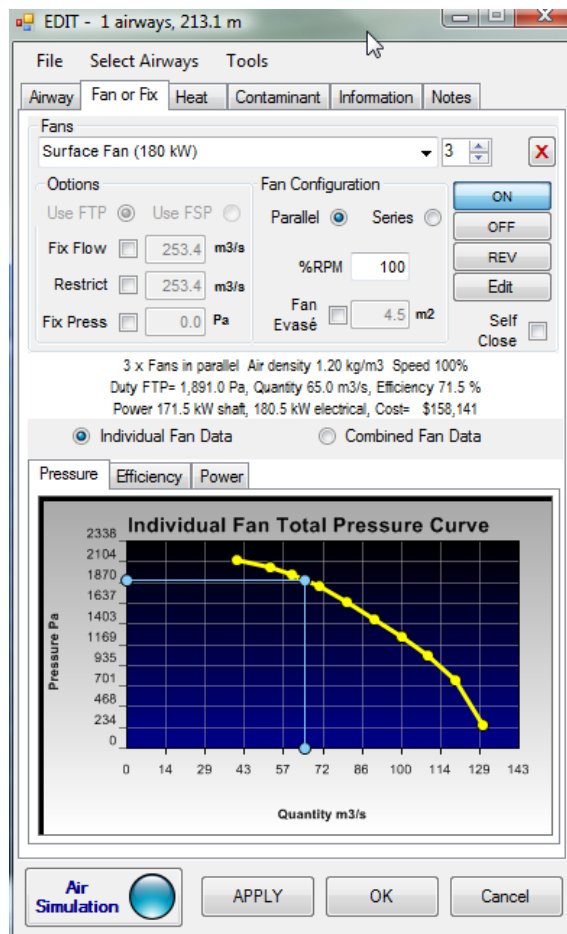 EDIT - 1 airways, 213.1 m
File Select Airways Tools
Airway Fan or Fix Heat Contaminant Information Notes
Fans
Surface Fan (180 kW) 3 X
Options
Use FTP Use FSP
Fix Flow 253.4 m3/s
Restrict 253.4 m3/s
Fix Press 0.0 Pa
Fan Configuration
Parallel Series
%RPM 100
Fan Evasé 4.5 m2
ON
OFF
REV
Edit
Self Close
3 x Fans in parallel Air density 1.20 kg/m3 Speed 100%
Duty FTP= 1,891.0 Pa, Quantity 65.0 m3/s, Efficiency 71.5 %
Power 171.5 kW shaft, 180.5 kW electrical, Cost= $158,141
Individual Fan Data Combined Fan Data
Pressure Efficiency Power
Individual Fan Total Pressure Curve
Pressure Pa
2338
2104
1870
1637
1403
1169
935
701
468
234
0
0 14 29 43 57 72 86 100 114 129 143
Quantity m3/s
Air Simulation APPLY OK Cancel